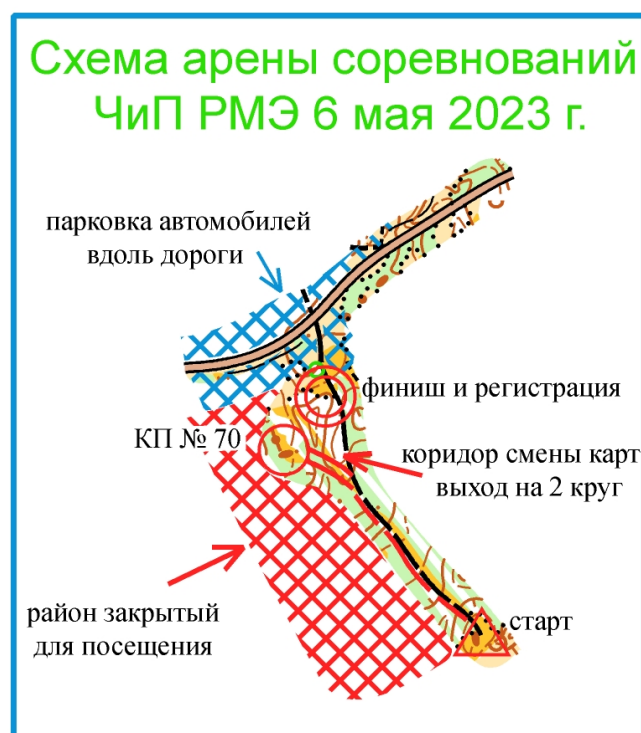 Схема арены соревнований
ЧиП РМЭ 6 мая 2023 г.
парковка автомобилей
вдоль дороги
финиш и регистрация
КП № 70
коридор смены карт
выход на 2 круг
район закрытый
для посещения
старт